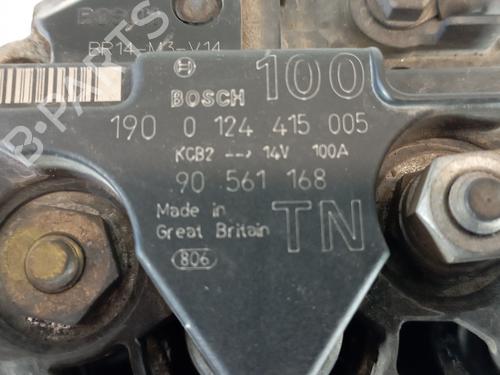 BOSCH
BR14-M3-V14
100
BOSCH
190 0 124 415 005
KCB2 --> 14V 100A
90 561 168
Made in
Great Britain
TN
806